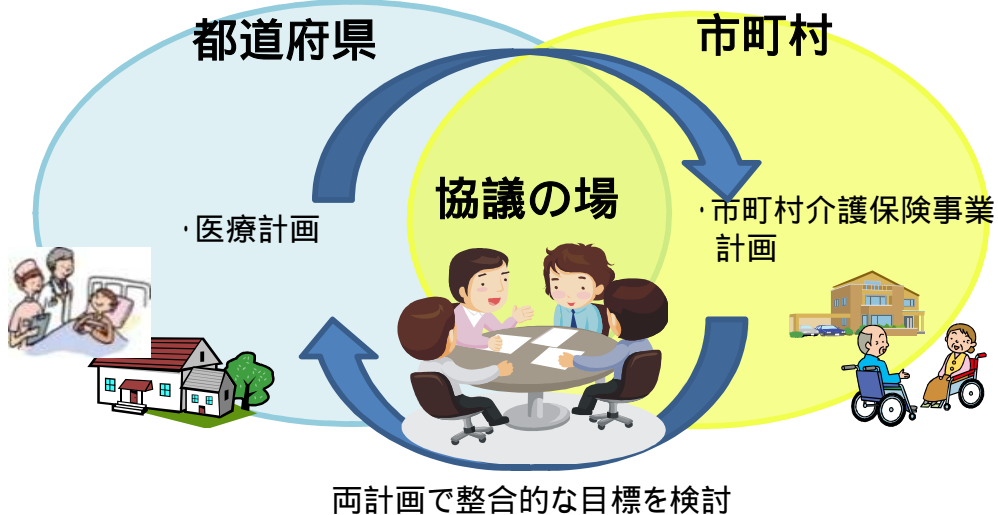 都道府県
市町村
協議の場
・医療計画
・市町村介護保険事業
計画
両計画で整合的な目標を検討